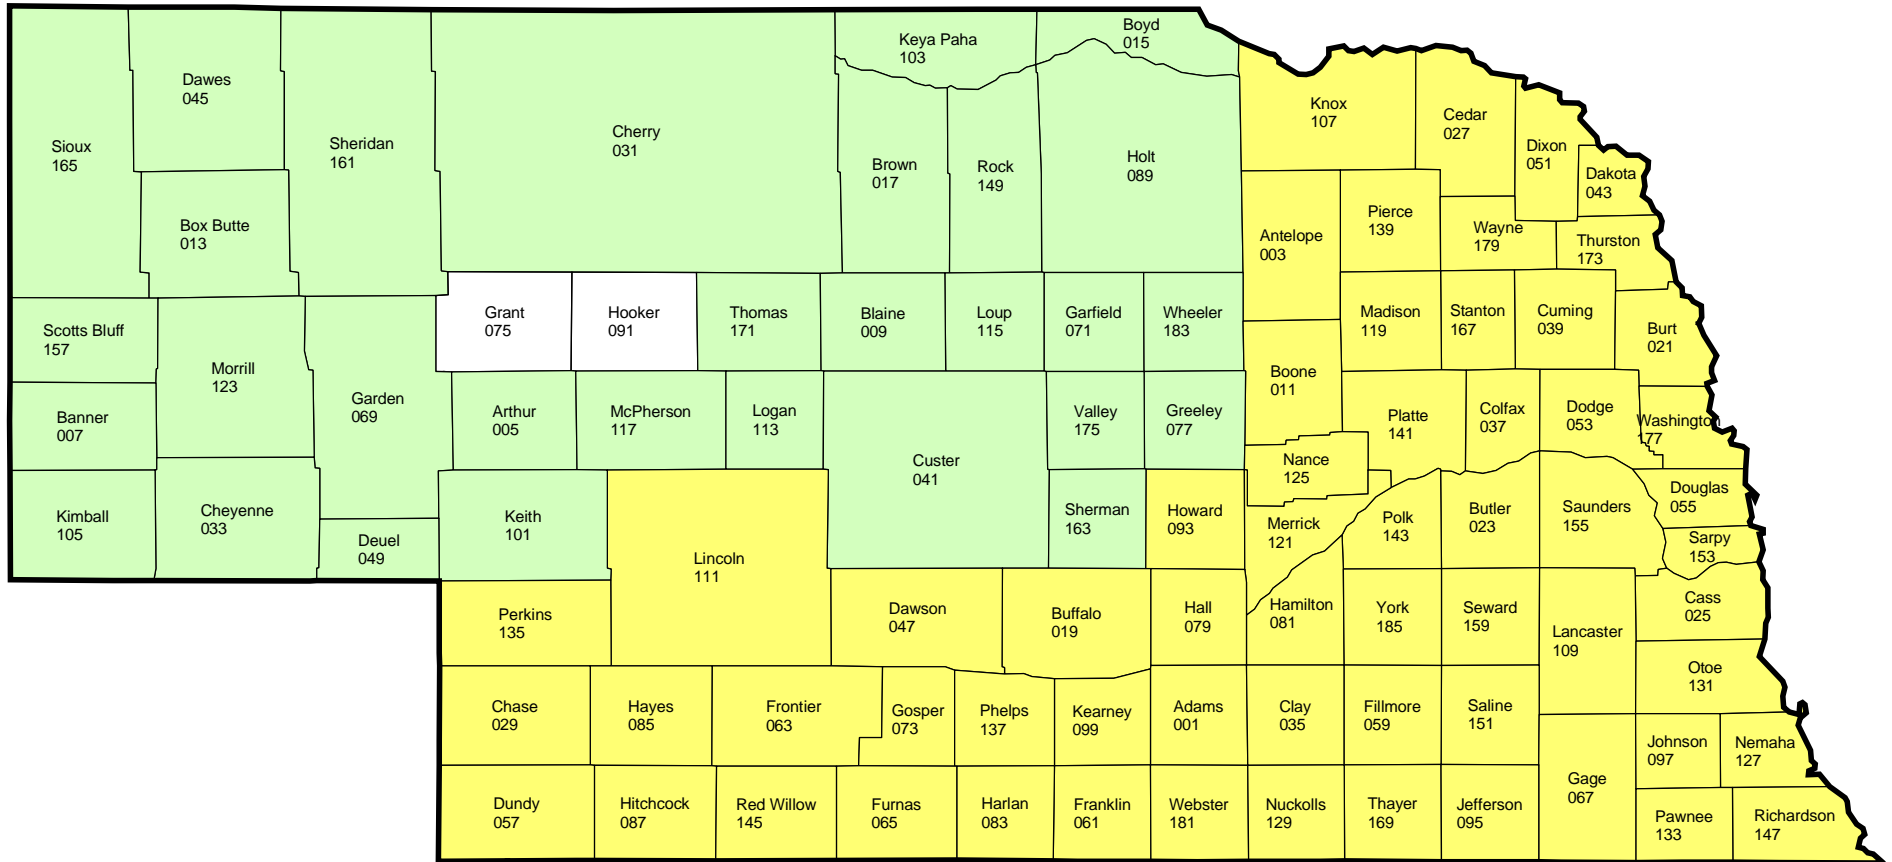 Boyd
015
Keya Paha
103
Dawes
045
Knox
107
Cedar
027
Sioux
165
Sheridan
161
Cherry
031
Brown
017
Rock
149
Holt
089
Dixon
051
Dakota
043
Box Butte
013
Antelope
003
Pierce
139
Wayne
179
Thurston
173
Grant
075
Hooker
091
Thomas
171
Blaine
009
Loup
115
Garfield
071
Wheeler
183
Madison
119
Stanton
167
Cuming
039
Burt
021
Scotts Bluff
157
Morrill
123
Garden
069
Boone
011
Banner
007
Arthur
005
McPherson
117
Logan
113
Valley
175
Greeley
077
Platte
141
Colfax
037
Dodge
053
Washington
177
Custer
041
Nance
125
Kimball
105
Cheyenne
033
Deuel
049
Keith
101
Lincoln
111
Sherman
163
Howard
093
Merrick
121
Polk
143
Butler
023
Saunders
155
Douglas
055
Sarpy
153
Perkins
135
Dawson
047
Buffalo
019
Hall
079
Hamilton
081
York
185
Seward
159
Lancaster
109
Cass
025
Otoe
131
Chase
029
Hayes
085
Frontier
063
Gosper
073
Phelps
137
Kearney
099
Adams
001
Clay
035
Fillmore
059
Saline
151
Johnson
097
Nemaha
127
Gage
067
Dundy
057
Hitchcock
087
Red Willow
145
Furnas
065
Harlan
083
Franklin
061
Webster
181
Nuckolls
129
Thayer
169
Jefferson
095
Pawnee
133
Richardson
147